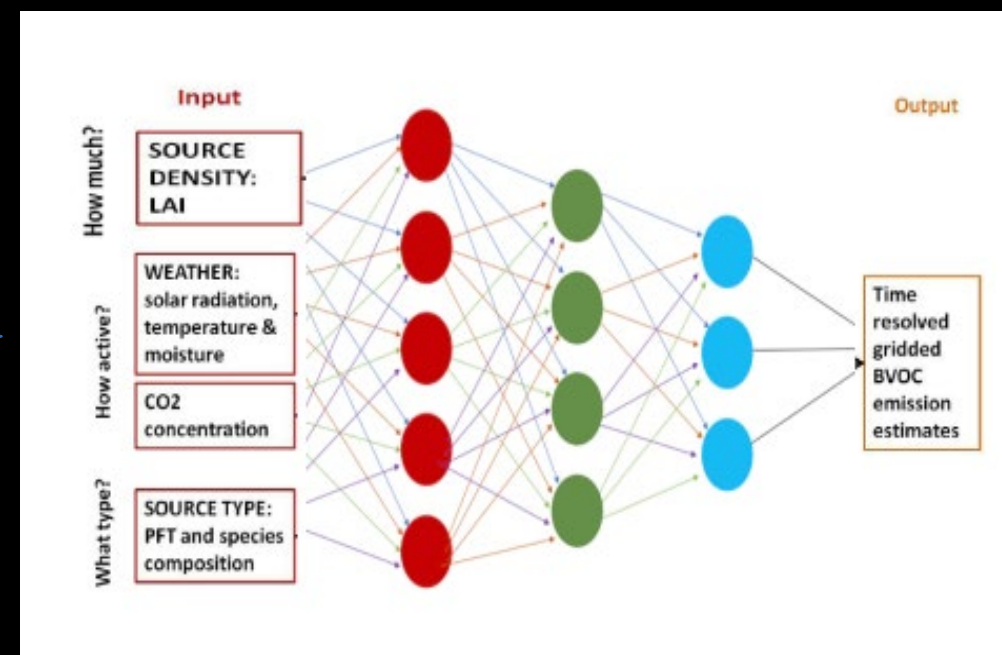 Input
Output
How much?
SOURCE
DENSITY:
LAI
How active?
WEATHER:
solar radiation,
temperature &
moisture
CO2
concentration
What type?
SOURCE TYPE:
PFT and species
composition
Time
resolved
gridded
BVOC
emission
estimates